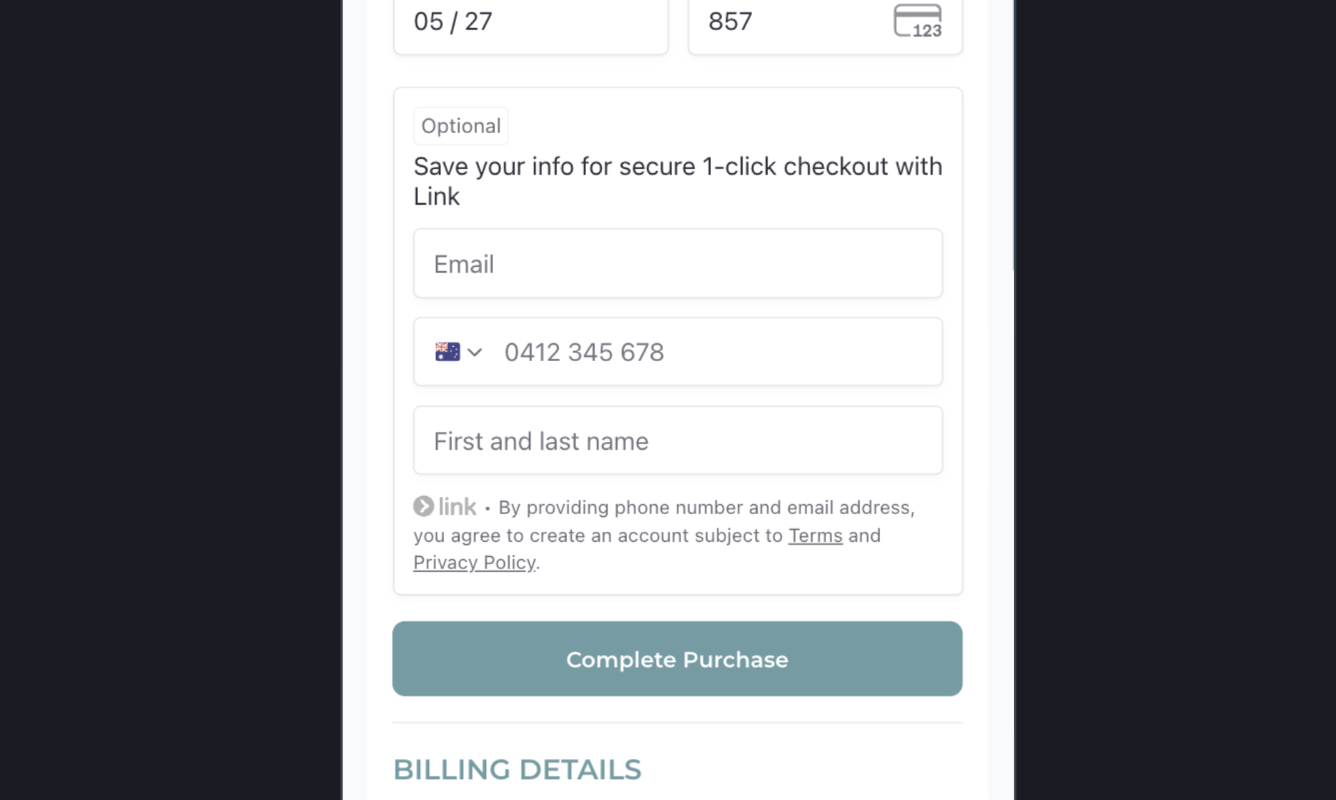 05 / 27
857
123
Optional
Save your info for secure 1-click checkout with
Link
Email
0412 345 678
First and last name
link • By providing phone number and email address,
you agree to create an account subject to Terms and
Privacy Policy.
Complete Purchase
BILLING DETAILS